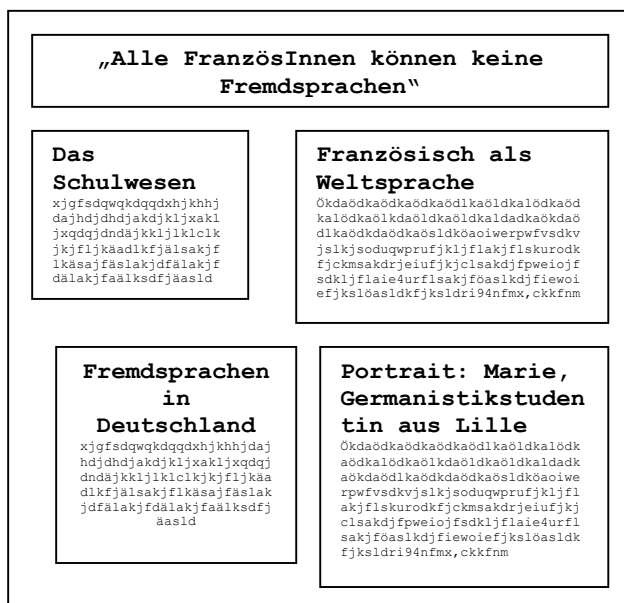 „Alle FranzösInnen können keine
Fremdsprachen“
Das
Schulwesen
xjgfsdqwqkdqqdxhjkhhj
dajhdjdhdjakdjkljxakl
jxqdqjdndäjkkljlklclk
jkjfljkäadlkfjälsakjf
lkäsajfäslakjdfälakjf
dälakjfaälksdfjäasld
Französisch als
Weltsprache
Ökdaödkaödkaödkaödlkaöldkalödkaöd
kalödkaölkdaöldkaöldkaldadkaökdaö
dlkaödkdaödkaösldköaoiwerpwfvsdkv
jslkjsoduqwprufjkljflakjflskurodk
fjckmsakdrjeiufjkjclsakdjfpweiojf
sdkljflaie4urflsakjföaslkdjfiewoi
efjkslöasldkfjksldri94nfmx,ckkfnm
Fremdsprachen
in
Deutschland
xjgfsdqwqkdqqdxhjkhhjdaj
hdjdhdjakdjkljxakljxqdqj
dndäjkkljlklclkjkjfljkäa
dlkfjälsakjflkäsajfäslak
jdfälakjfdälakjfaälksdfj
äasld
Portrait: Marie,
Germanistikstuden
tin aus Lille
Ökdaödkaödkaödkaödlkaöldkalödk
aödkalödkaölkdaöldkaöldkaldadk
aökdaödlkaödkdaödkaösldköaoiwe
rpwfvsdkvjslkjsoduqwprufjkljfl
akjflskurodkfjckmsakdrjeiufjkj
clsakdjfpweiojfsdkljflaie4urfl
sakjföaslkdjfiewoiefjkslöasldk
fjksldri94nfmx,ckkfnm